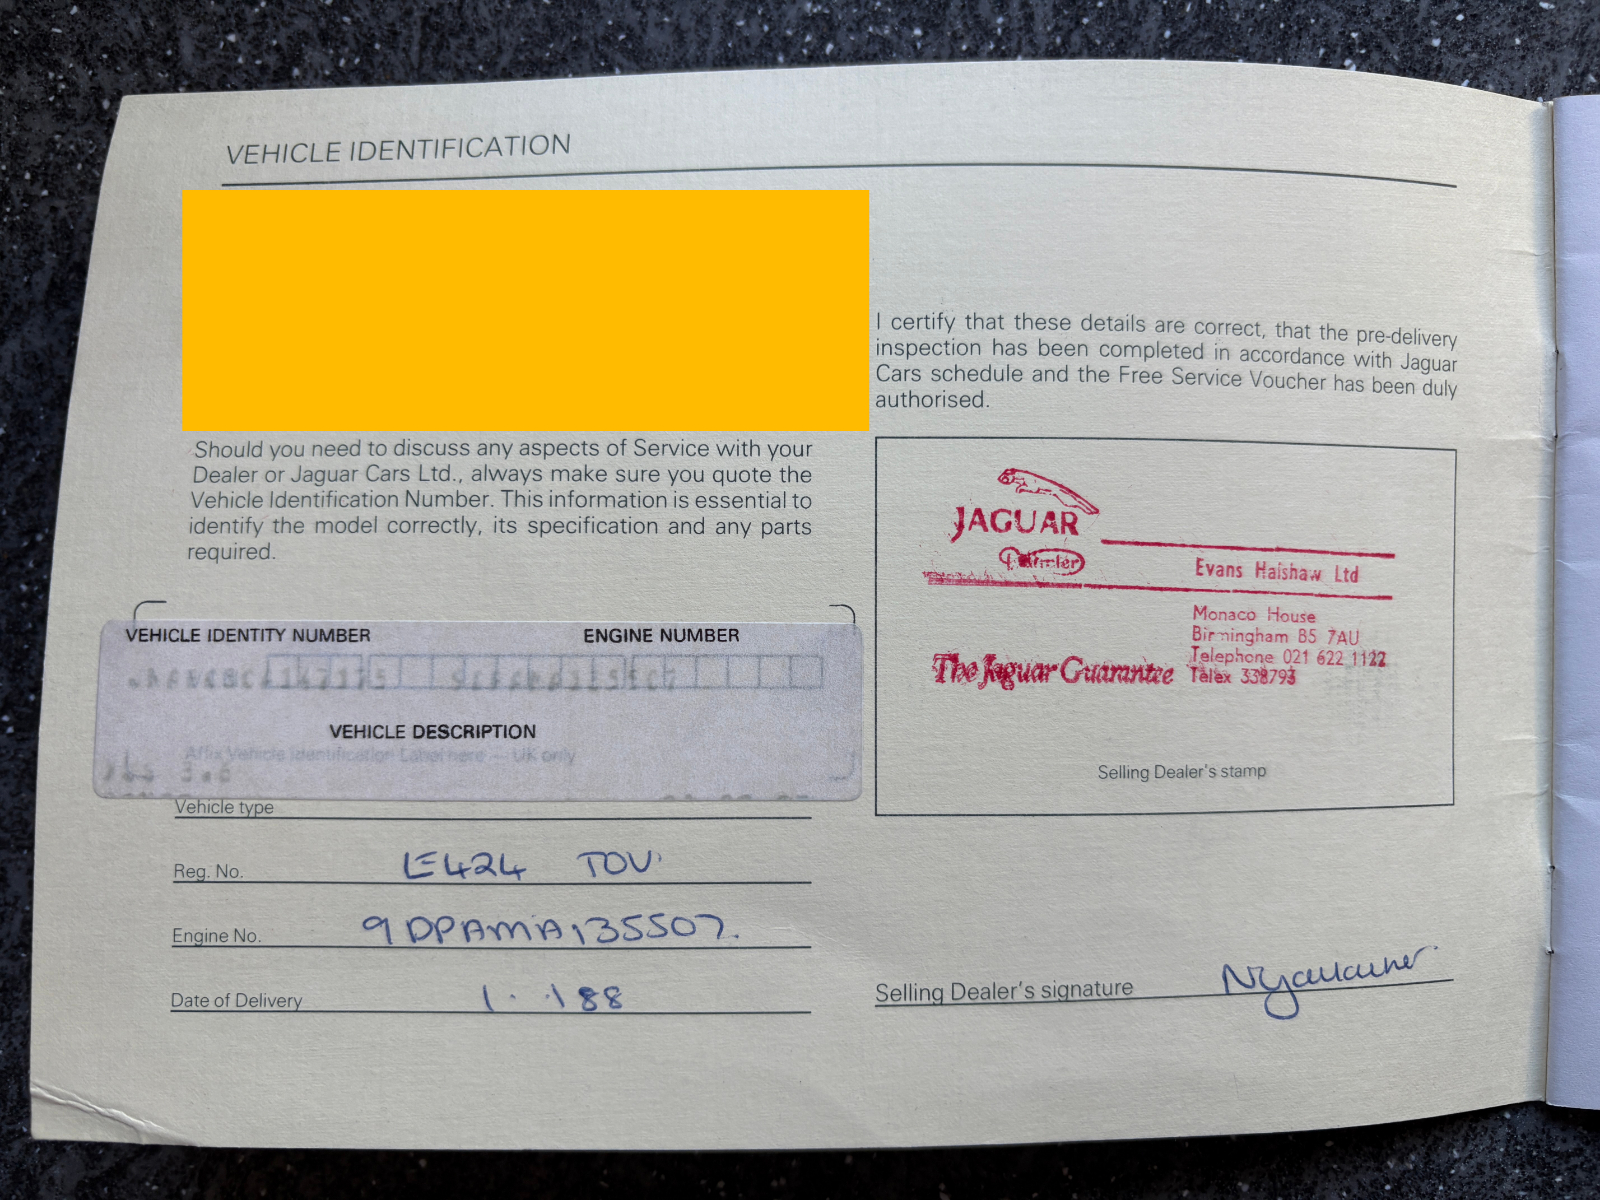 VEHICLE IDENTIFICATION
Should you need to discuss any aspects of Service with your
Dealer or Jaguar Cars Ltd., always make sure you quote the
Vehicle Identification Number. This information is essential to
identify the model correctly, its specification and any parts
required.
VEHICLE IDENTITY NUMBER ENGINE NUMBER
VEHICLE DESCRIPTION
Affix Vehicle Identification Label here — UK only
3.6
Vehicle type
Reg. No. E424 TOV
Engine No. 9DPAMA135507.
Date of Delivery 1. .1 88
I certify that these details are correct, that the pre-delivery
inspection has been completed in accordance with Jaguar
Cars schedule and the Free Service Voucher has been duly
authorised.
JAGUAR
Daimler
Evans Halshaw Ltd
Monaco House
Birmingham B5 7AU
Telephone 021 622 1122
The Jaguar Guarantee Telex 338793
Selling Dealer's stamp
Selling Dealer's signature